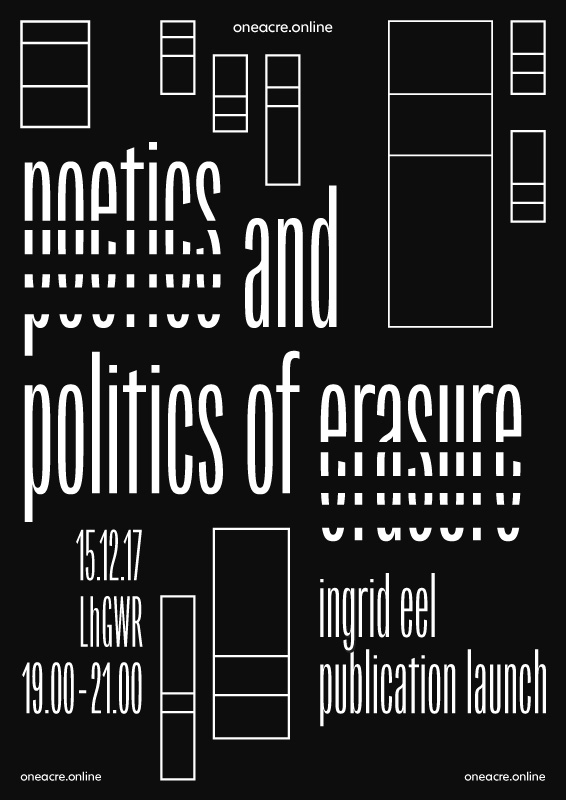 oneacre.online
poetics and
politics of erasure
15.12.17
LhGWR
19.00 - 21.00
ingrid eel
publication launch
oneacre.online
oneacre.online